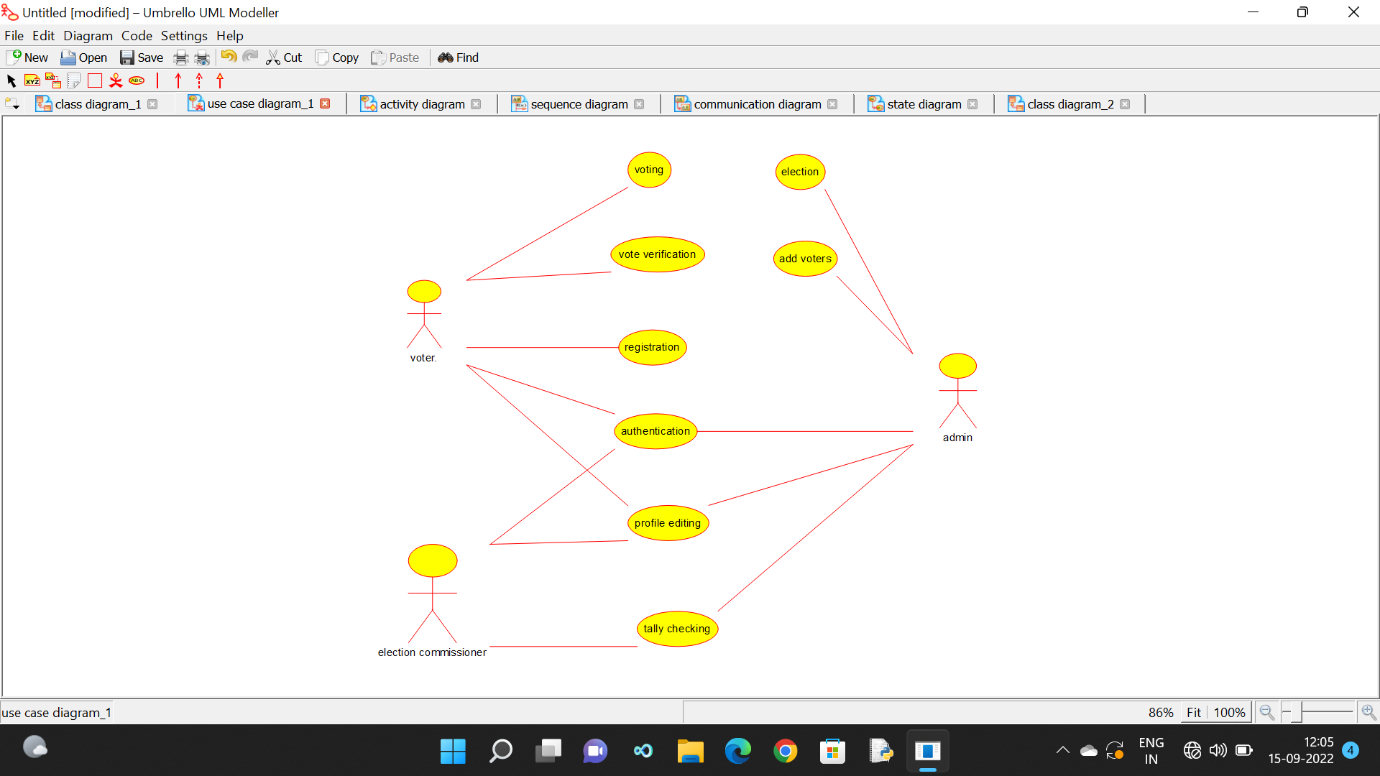 Untitled [modified] – Umbrello UML Modeller
File Edit Diagram Code Settings Help
New Open Save Cut Copy Paste Find
XYZ ABC
class diagram_1 use case diagram_1 activity diagram sequence diagram communication diagram state diagram class diagram_2
voting election
vote verification add voters
registration
voter.
authentication
admin
profile editing
tally checking
election commissioner
use case diagram_1 86% Fit 100%
ENG 12:05
IN 15-09-2022 4